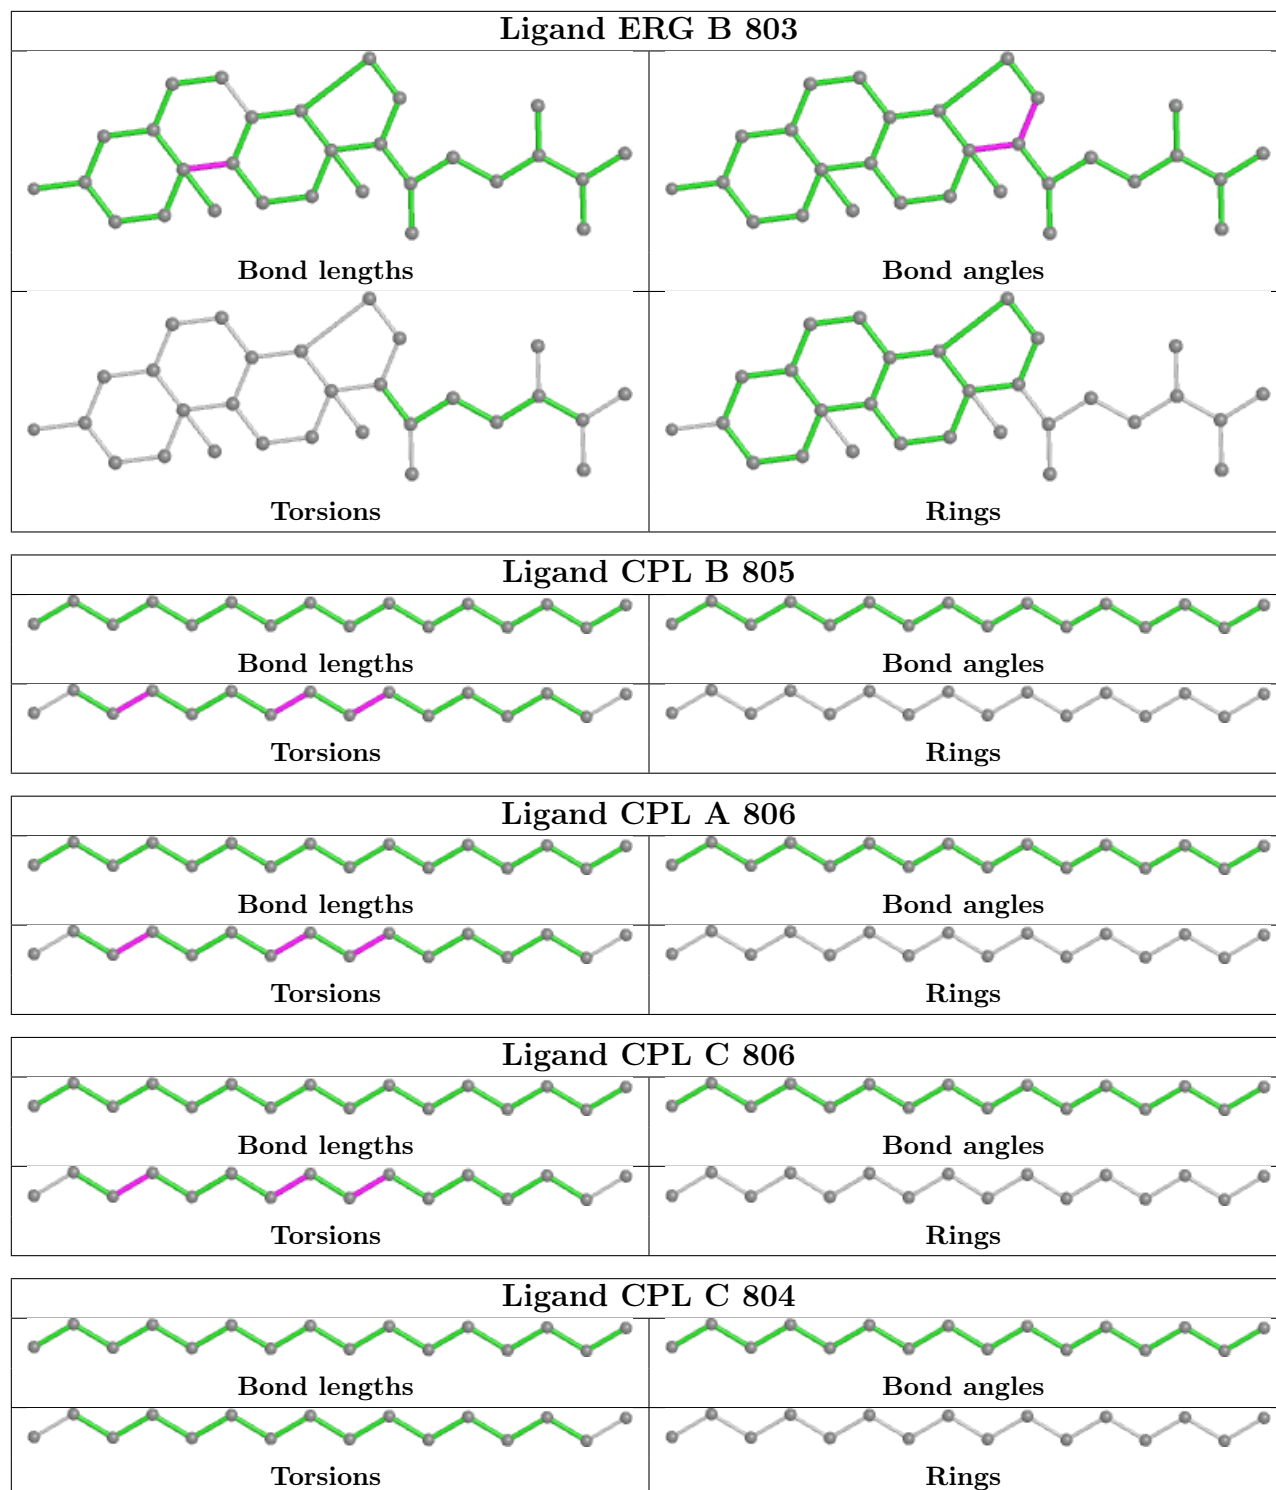 Ligand ERG B 803
Bond lengths
Bond angles
Torsions
Rings
Ligand CPL B 805
Bond lengths
Bond angles
Torsions
Rings
Ligand CPL A 806
Bond lengths
Bond angles
Torsions
Rings
Ligand CPL C 806
Bond lengths
Bond angles
Torsions
Rings
Ligand CPL C 804
Bond lengths
Bond angles
Torsions
Rings